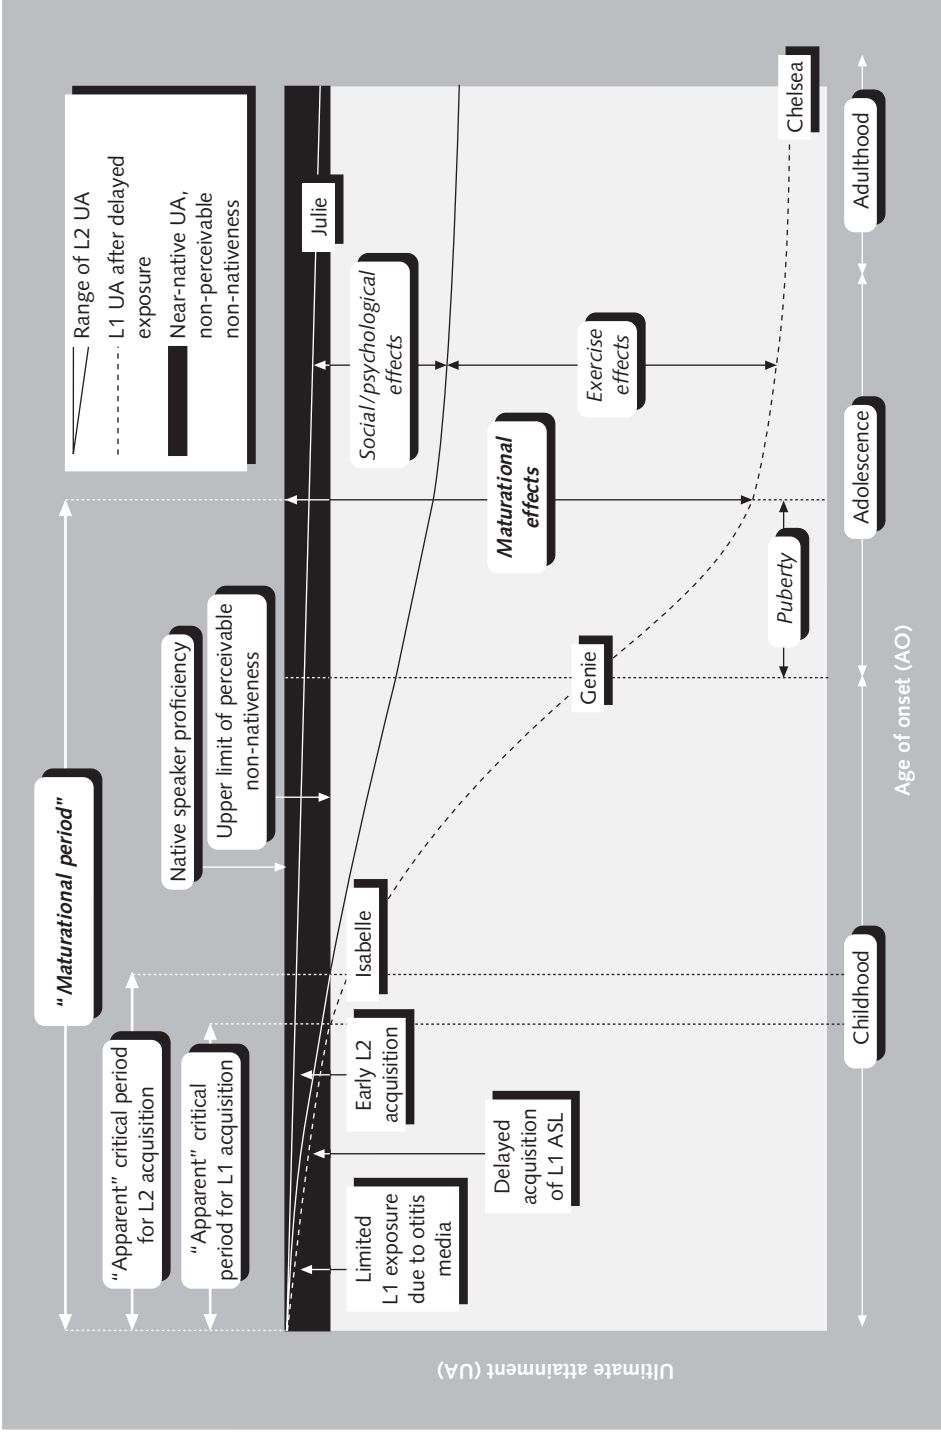 “Maturational period”
“Apparent” critical period
for L2 acquisition
“Apparent” critical
period for L1 acquisition
Native speaker proficiency
Upper limit of perceivable
non-nativeness
Range of L2 UA
L1 UA after delayed
exposure
Near-native UA,
non-perceivable
non-nativeness
Julie
Limited
L1 exposure
due to otitis
media
Early L2
acquisition
Isabelle
Social/psychological
effects
Delayed
acquisition
of L1 ASL
Maturational
effects
Genie
Exercise
effects
Puberty
Chelsea
Childhood
Adolescence
Adulthood
Age of onset (AO)
Ultimate attainment (UA)